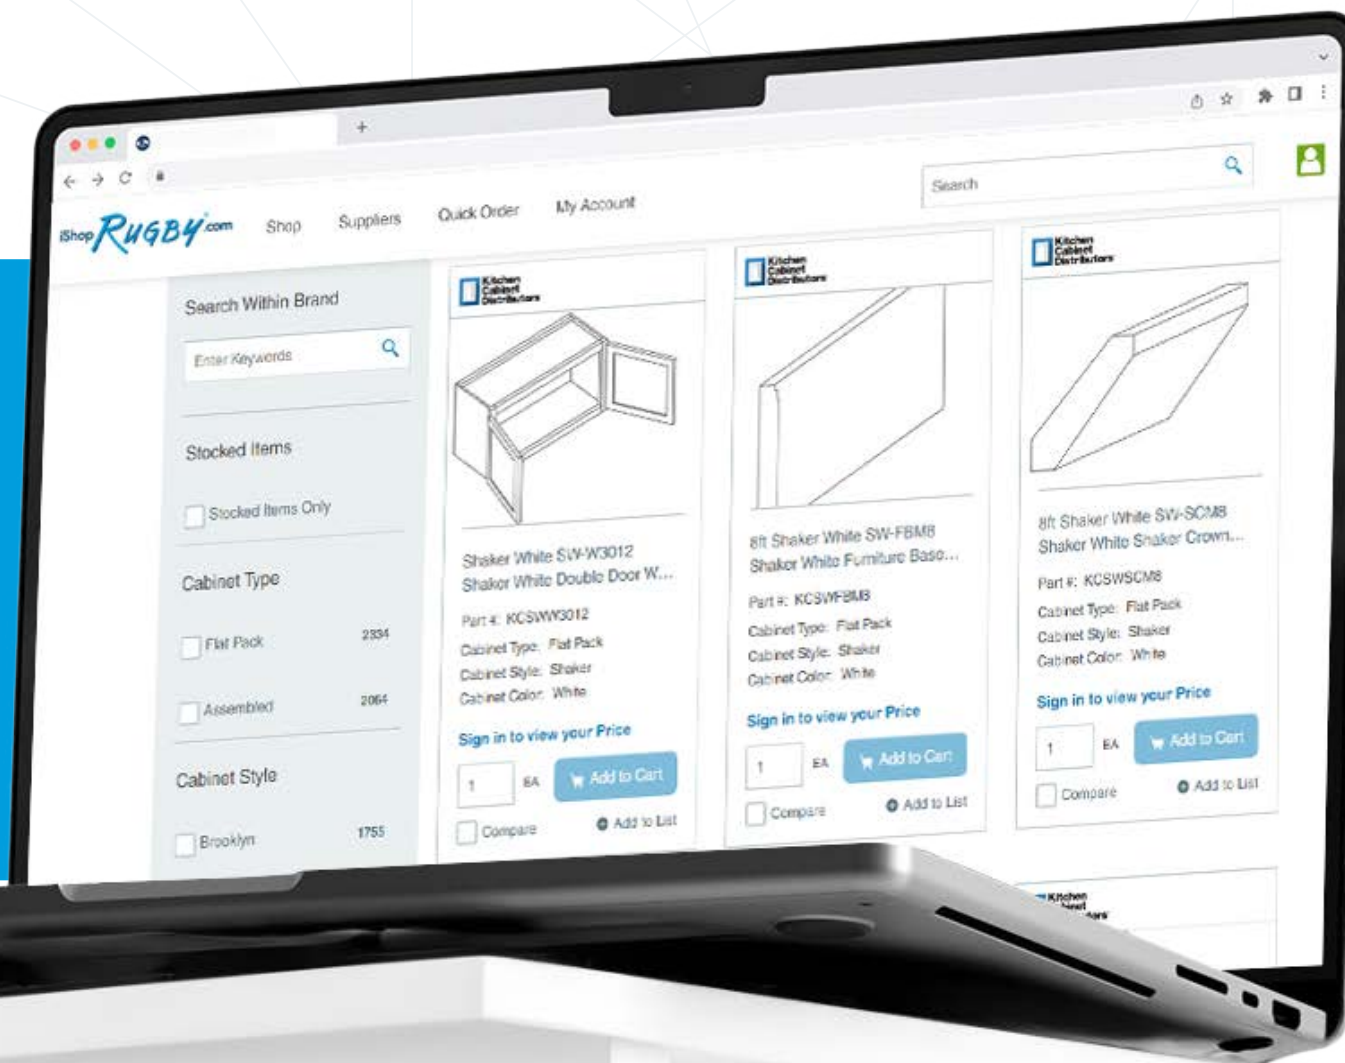 iShop RUGBY.com
Shop
Suppliers
Quick Order
My Account
Search
Search Within Brand
Enter Keywords
Stocked Items
Stocked Items Only
Cabinet Type
Flat Pack 2334
Assembled 2064
Cabinet Style
Brooklyn 1755
Kitchen
Cabinet
Distributors
Shaker White SW-W3012
Shaker White Double Door W...
Part #: KCSWW3012
Cabinet Type: Flat Pack
Cabinet Style: Shaker
Cabinet Color: White
Sign in to view your Price
1 EA Add to Cart
Compare Add to List
Kitchen
Cabinet
Distributors
8ft Shaker White SW-FBM8
Shaker White Furniture Base...
Part #: KCSWFBM8
Cabinet Type: Flat Pack
Cabinet Style: Shaker
Cabinet Color: White
Sign in to view your Price
1 EA Add to Cart
Compare Add to List
Kitchen
Cabinet
Distributors
8ft Shaker White SW-SCM8
Shaker White Shaker Crown...
Part #: KCSWSCM8
Cabinet Type: Flat Pack
Cabinet Style: Shaker
Cabinet Color: White
Sign in to view your Price
1 EA Add to Cart
Compare Add to List
Kitchen